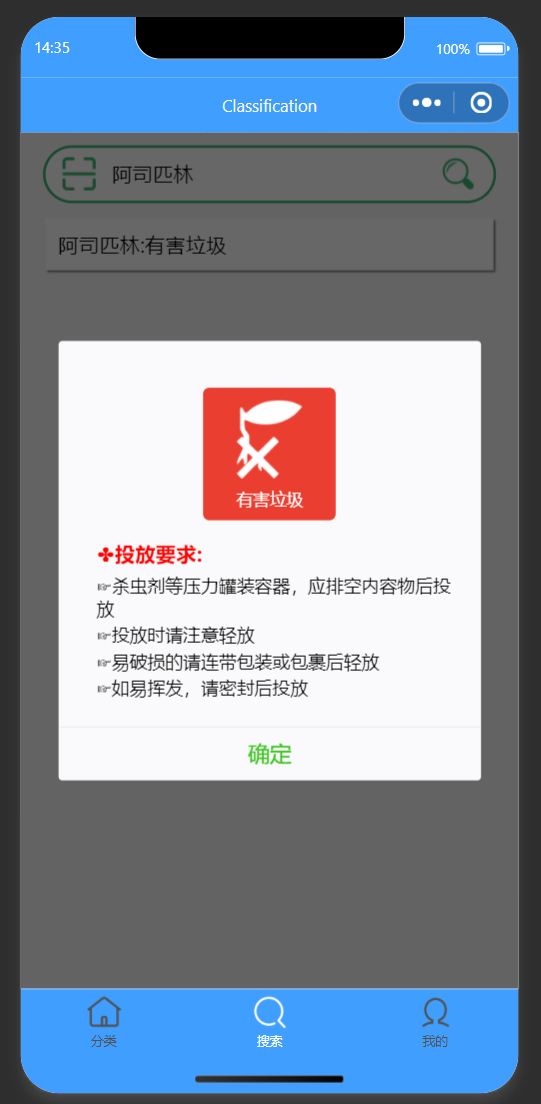 14:35
100%
Classification
阿司匹林
阿司匹林:有害垃圾
有害垃圾
✤投放要求:
☞杀虫剂等压力罐装容器，应排空内容物后投
放
☞投放时请注意轻放
☞易破损的请连带包装或包裹后轻放
☞如易挥发，请密封后投放
确定
分类
搜索
我的